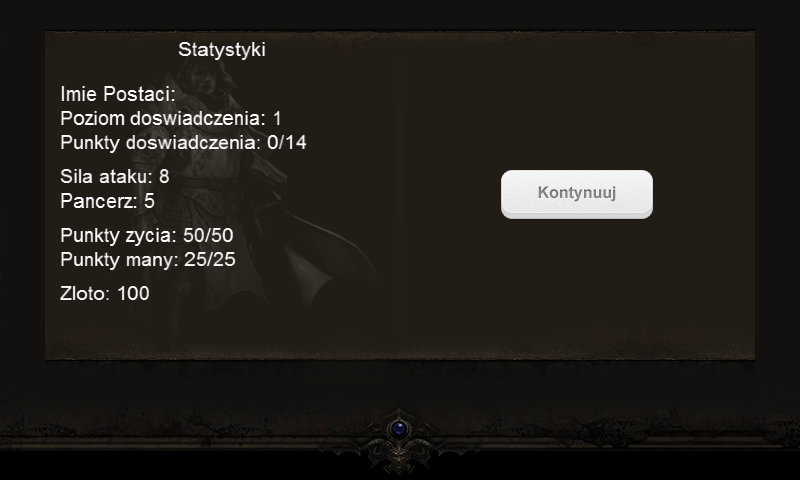 Statystyki
Imie Postaci:
Poziom doswiadczenia: 1
Punkty doswiadczenia: 0/14
Sila ataku: 8
Pancerz: 5
Punkty zycia: 50/50
Punkty many: 25/25
Zloto: 100
Kontynuuj